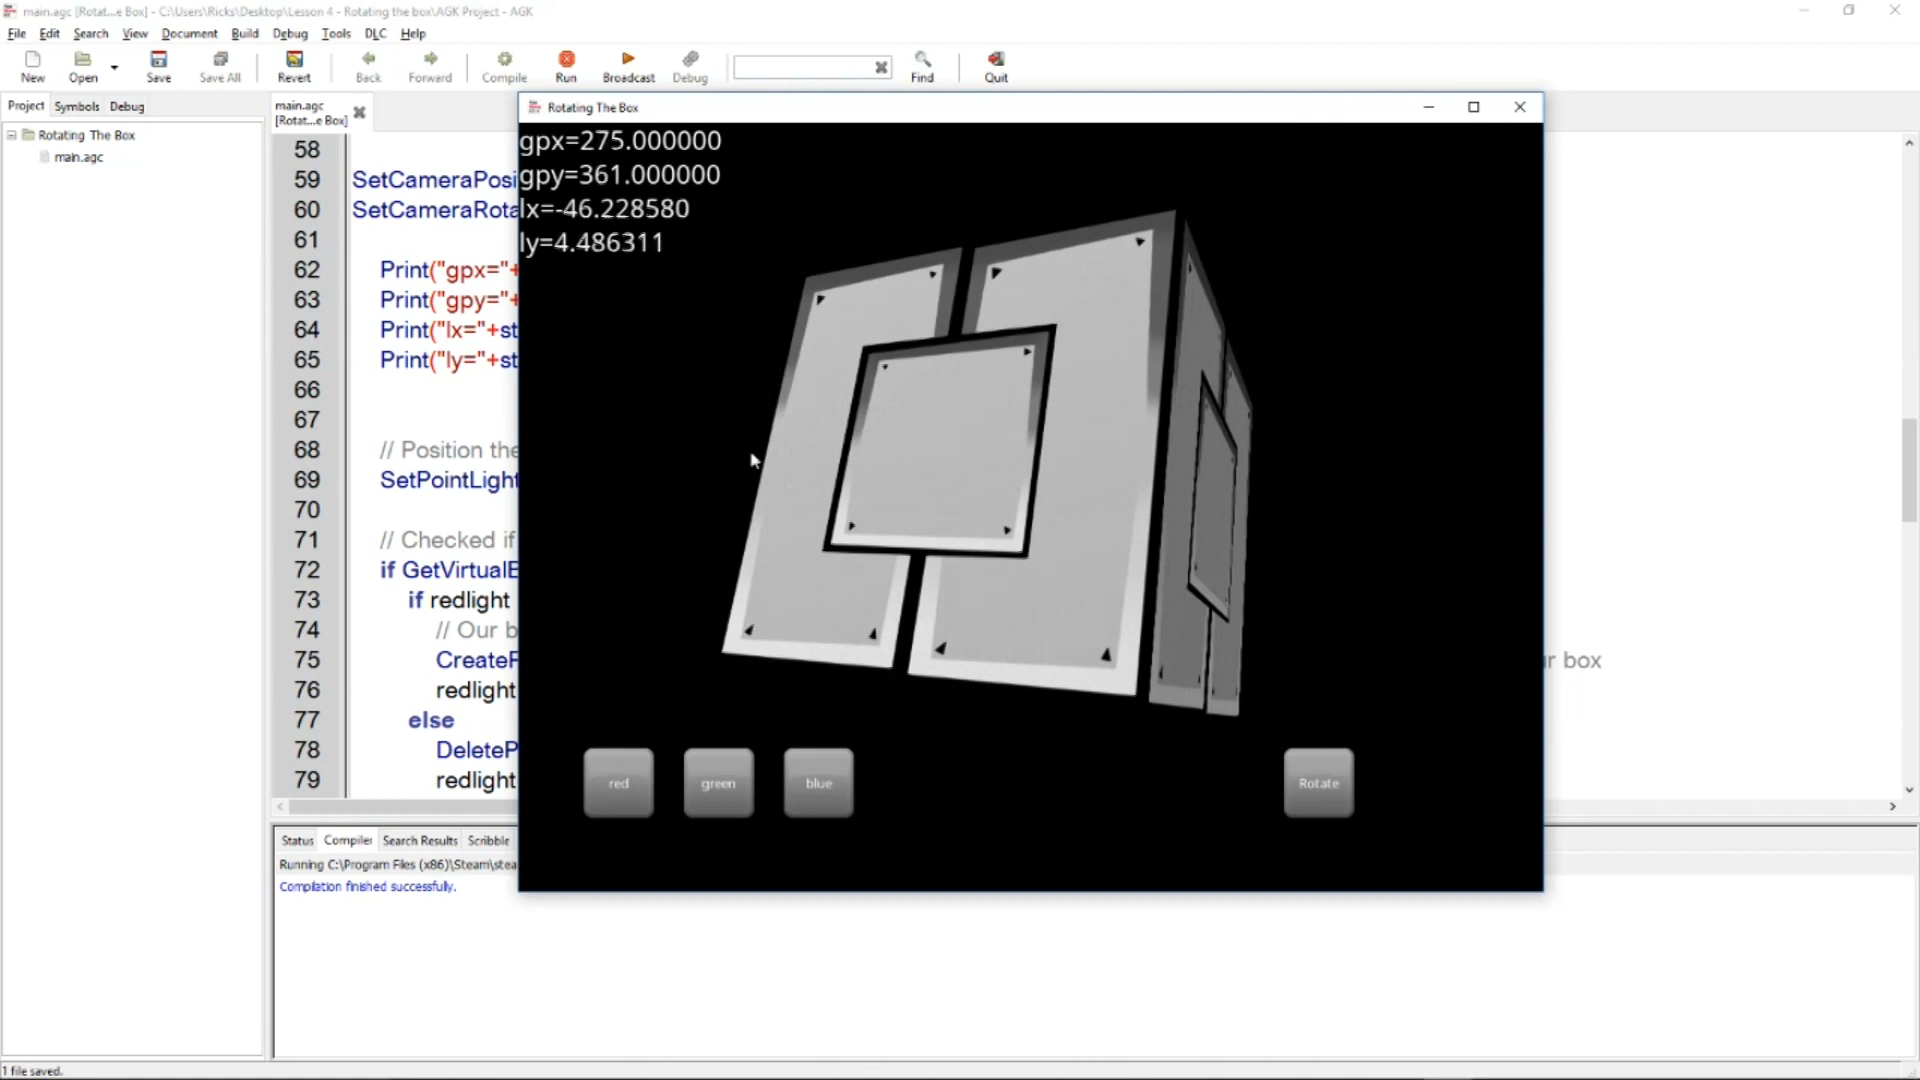 main.agc [Rotat...e Box] - C:\Users\Ricks\Desktop\Lesson 4 - Rotating the box\AGK Project - AGK
File Edit Search View Document Build Debug Tools DLC Help
New Open Save Save All Revert Back Forward Compile Run Broadcast Debug Find Quit
Project Symbols Debug
main.agc
[Rotat...e Box]
Rotating The Box
main.agc
Rotating The Box
gpx=275.000000
gpy=361.000000
lx=-46.228580
ly=4.486311
58
59 SetCameraPosi
60 SetCameraRota
61
62 Print("gpx="+
63 Print("gpy="+
64 Print("lx="+st
65 Print("ly="+st
66
67
68 // Position the
69 SetPointLight
70
71 // Checked if
72 if GetVirtualB
73 if redlight
74 // Our b
75 CreateP
r box
76 redlight
77 else
78 DeleteP
79 redlight
red green blue Rotate
Status Compiler Search Results Scribble
Running C:\Program Files (x86)\Steam\stea
Compilation finished successfully.
1 file saved.